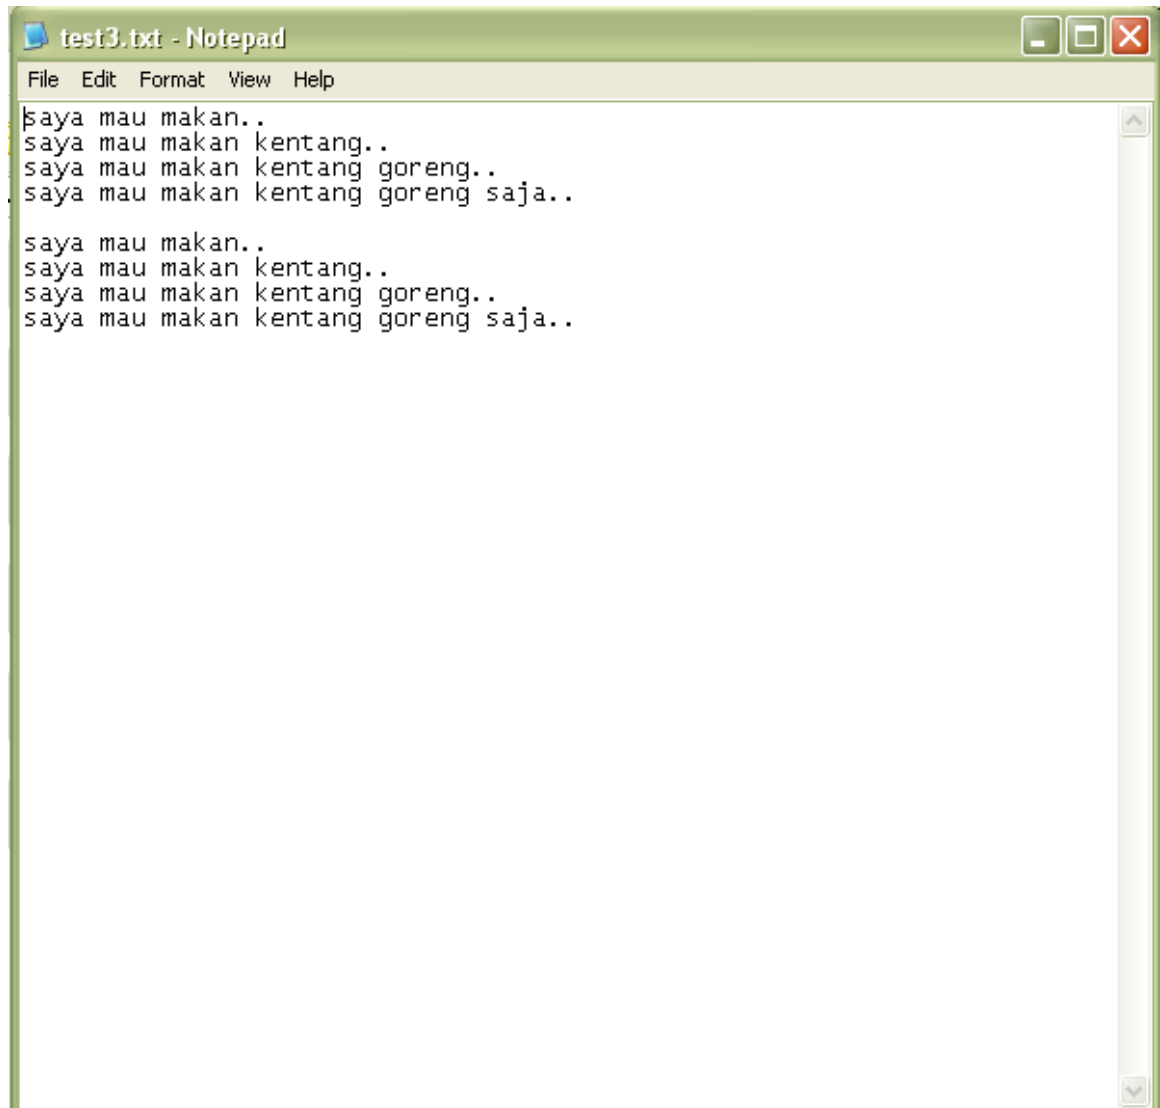 test3.txt - Notepad
File Edit Format View Help
saya mau makan..
saya mau makan kentang..
saya mau makan kentang goreng..
saya mau makan kentang goreng saja..

saya mau makan..
saya mau makan kentang..
saya mau makan kentang goreng..
saya mau makan kentang goreng saja..